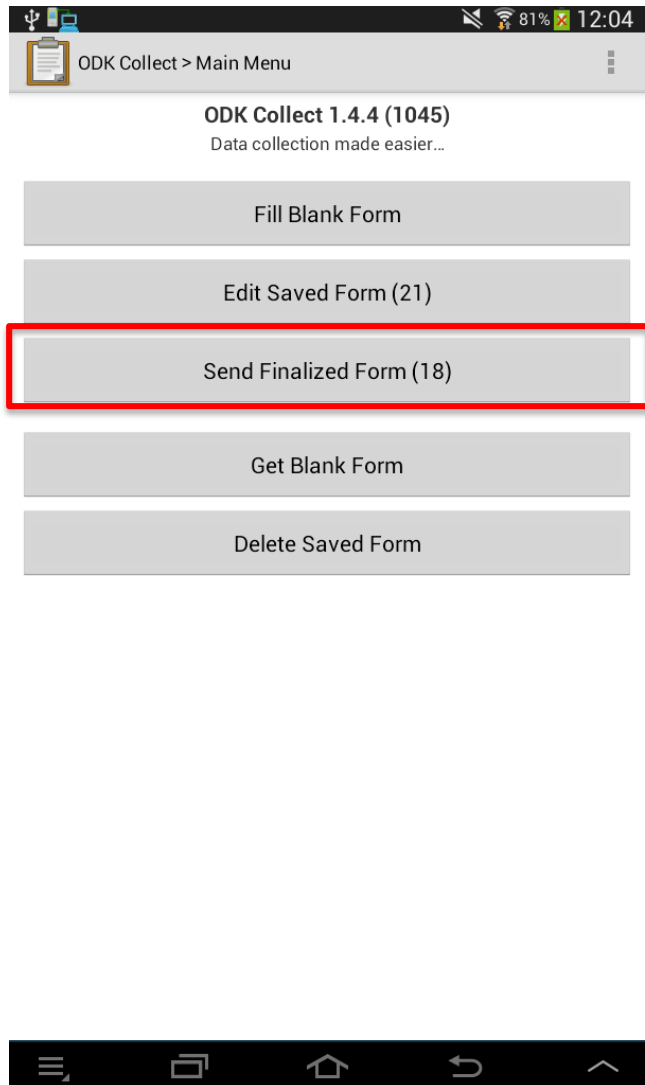 81% 12:04
ODK Collect > Main Menu
ODK Collect 1.4.4 (1045)
Data collection made easier...
Fill Blank Form
Edit Saved Form (21)
Send Finalized Form (18)
Get Blank Form
Delete Saved Form